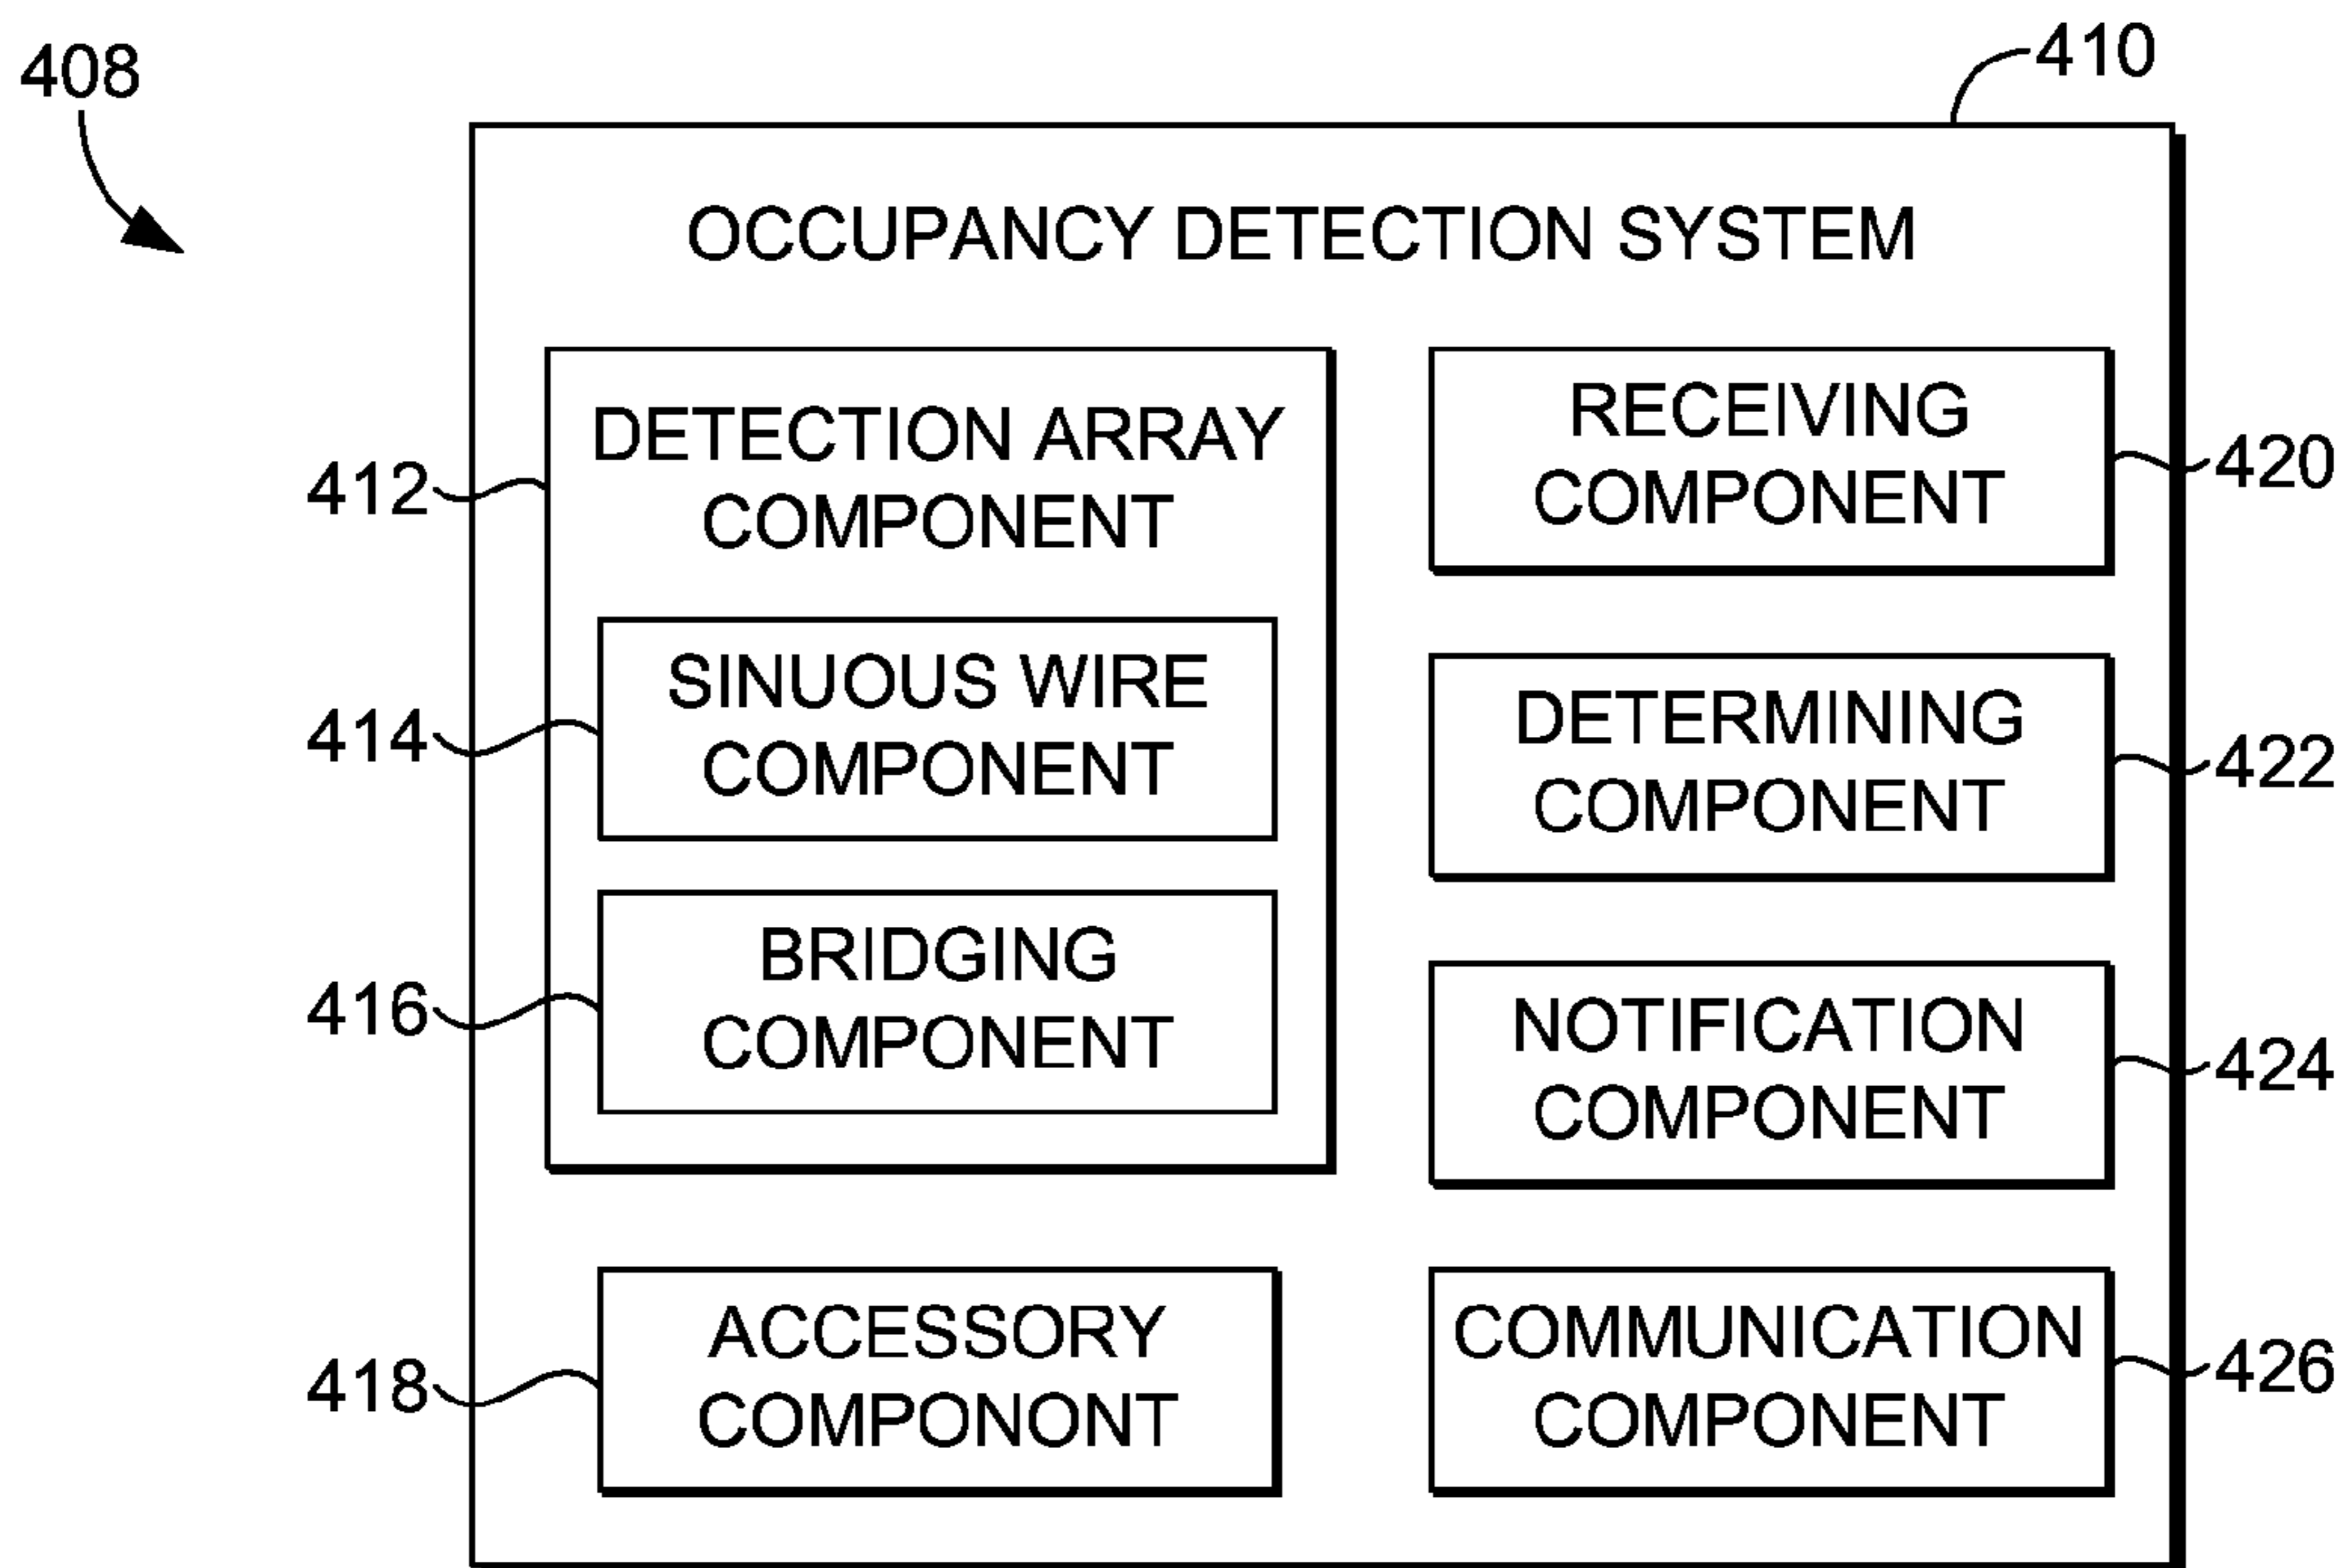 408
410
OCCUPANCY DETECTION SYSTEM
412
DETECTION ARRAY
COMPONENT
414
SINUOUS WIRE
COMPONENT
416
BRIDGING
COMPONENT
418
ACCESSORY
COMPONONT
RECEIVING
COMPONENT
420
DETERMINING
COMPONENT
422
NOTIFICATION
COMPONENT
424
COMMUNICATION
COMPONENT
426